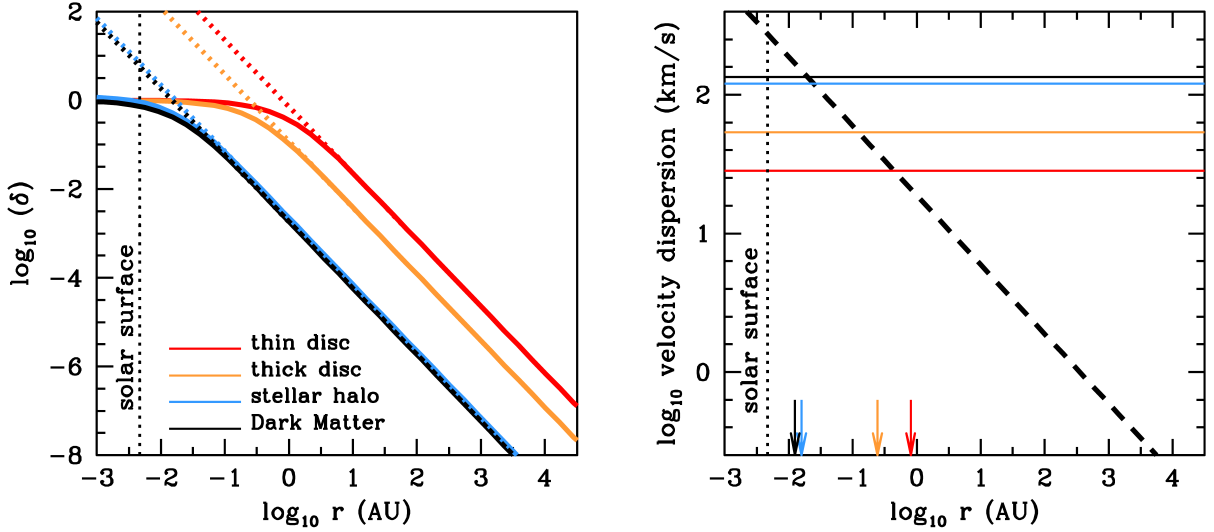 2
0
−2
−4
−6
−8
log₁₀ (δ)
solar surface
thin disc
thick disc
stellar halo
Dark Matter
−3 −2 −1 0 1 2 3 4
log₁₀ r (AU)
2
1
0
log₁₀ velocity dispersion (km/s)
solar surface
−3 −2 −1 0 1 2 3 4
log₁₀ r (AU)